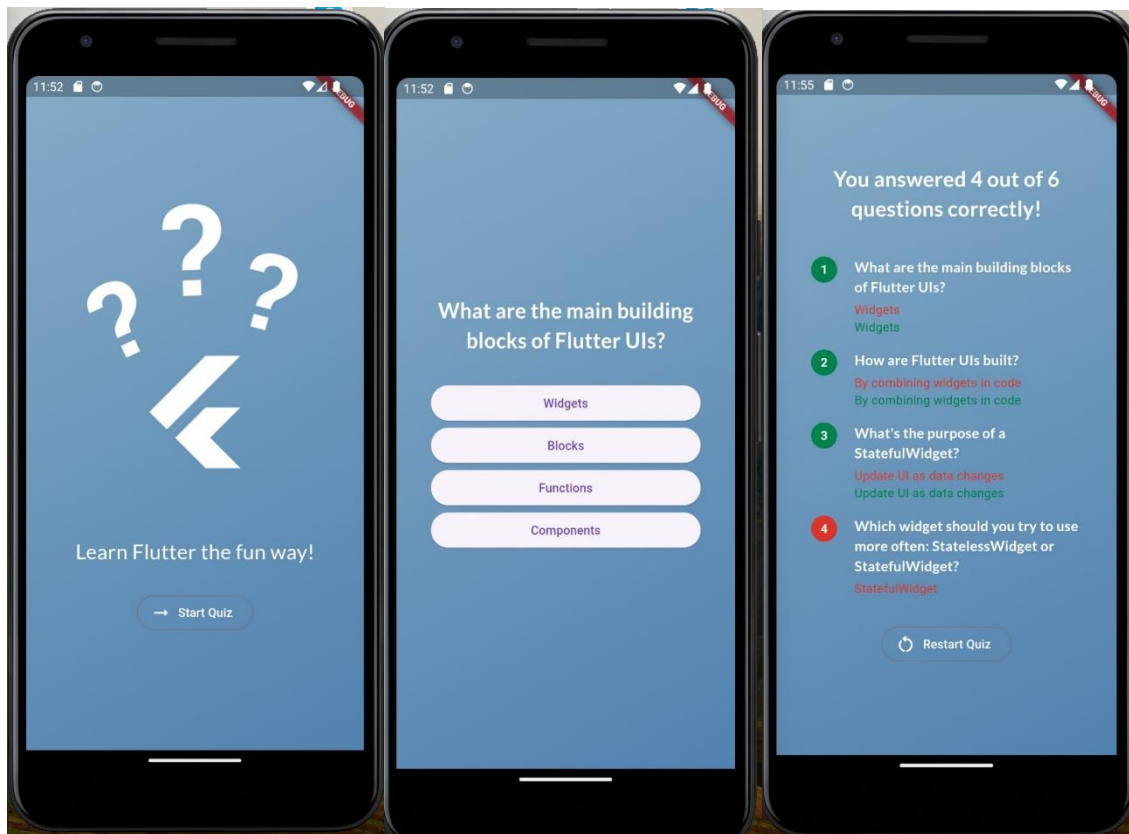 11:52
DEBUG
? ? ?
Learn Flutter the fun way!
→ Start Quiz
11:52
DEBUG
What are the main building
blocks of Flutter UIs?
Widgets
Blocks
Functions
Components
11:55
DEBUG
You answered 4 out of 6
questions correctly!
1
What are the main building blocks
of Flutter UIs?
Widgets
Widgets
2
How are Flutter UIs built?
By combining widgets in code
By combining widgets in code
3
What's the purpose of a
StatefulWidget?
Update UI as data changes
Update UI as data changes
4
Which widget should you try to use
more often: StatelessWidget or
StatefulWidget?
StatefulWidget
Restart Quiz